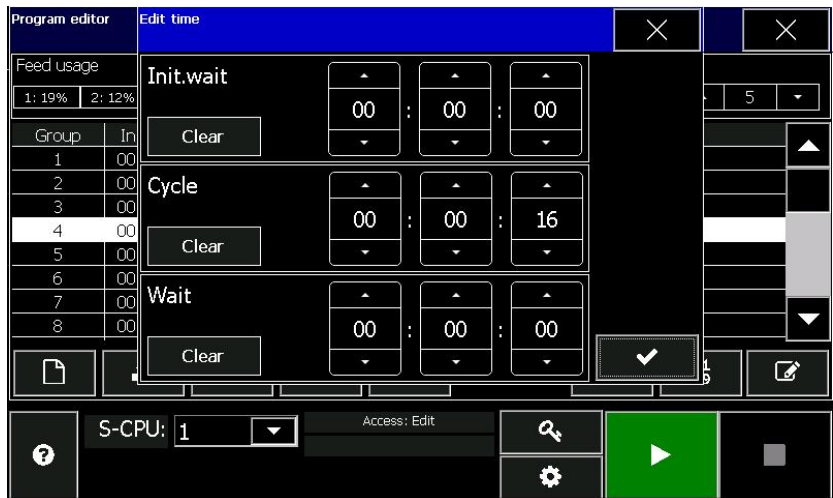 Program editor
Edit time
Feed usage
1: 19% 2: 12%
5
Init.wait
00 : 00 : 00
Clear
Group In
1 00
2 00
3 00
4 00
5 00
6 00
7 00
8 00
Cycle
00 : 00 : 16
Clear
Wait
00 : 00 : 00
Clear
S-CPU: 1
Access: Edit